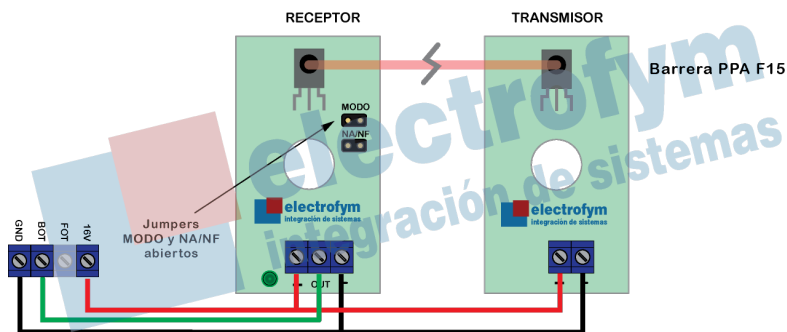 RECEPTOR
TRANSMISOR
Barrera PPA F15
MODO
NA/NF
electrofym
integración de sistemas
electrofym
integración de sistemas
electrofym
integración de sistemas
Jumpers
MODO y NA/NF
abiertos
GND
BOT
FOT
16V
+ OUT -
+ -